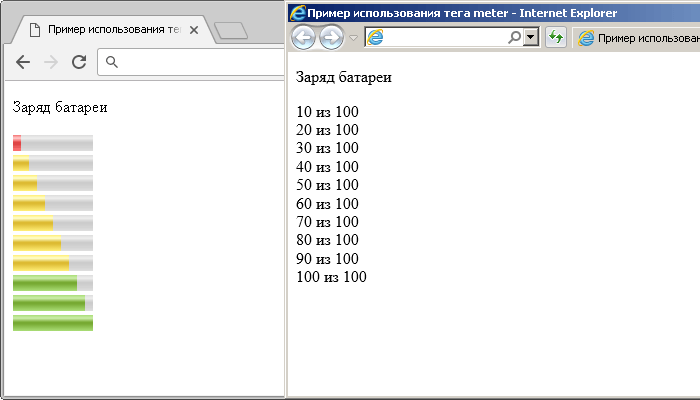 Пример использования те
Заряд батареи
Пример использования тега meter - Internet Explorer
Пример использован
Заряд батареи
10 из 100
20 из 100
30 из 100
40 из 100
50 из 100
60 из 100
70 из 100
80 из 100
90 из 100
100 из 100